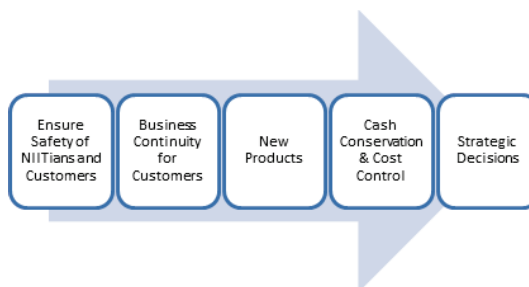 Ensure
Safety of
NIITians and
Customers
Business
Continuity
for
Customers
New
Products
Cash
Conservation
& Cost
Control
Strategic
Decisions